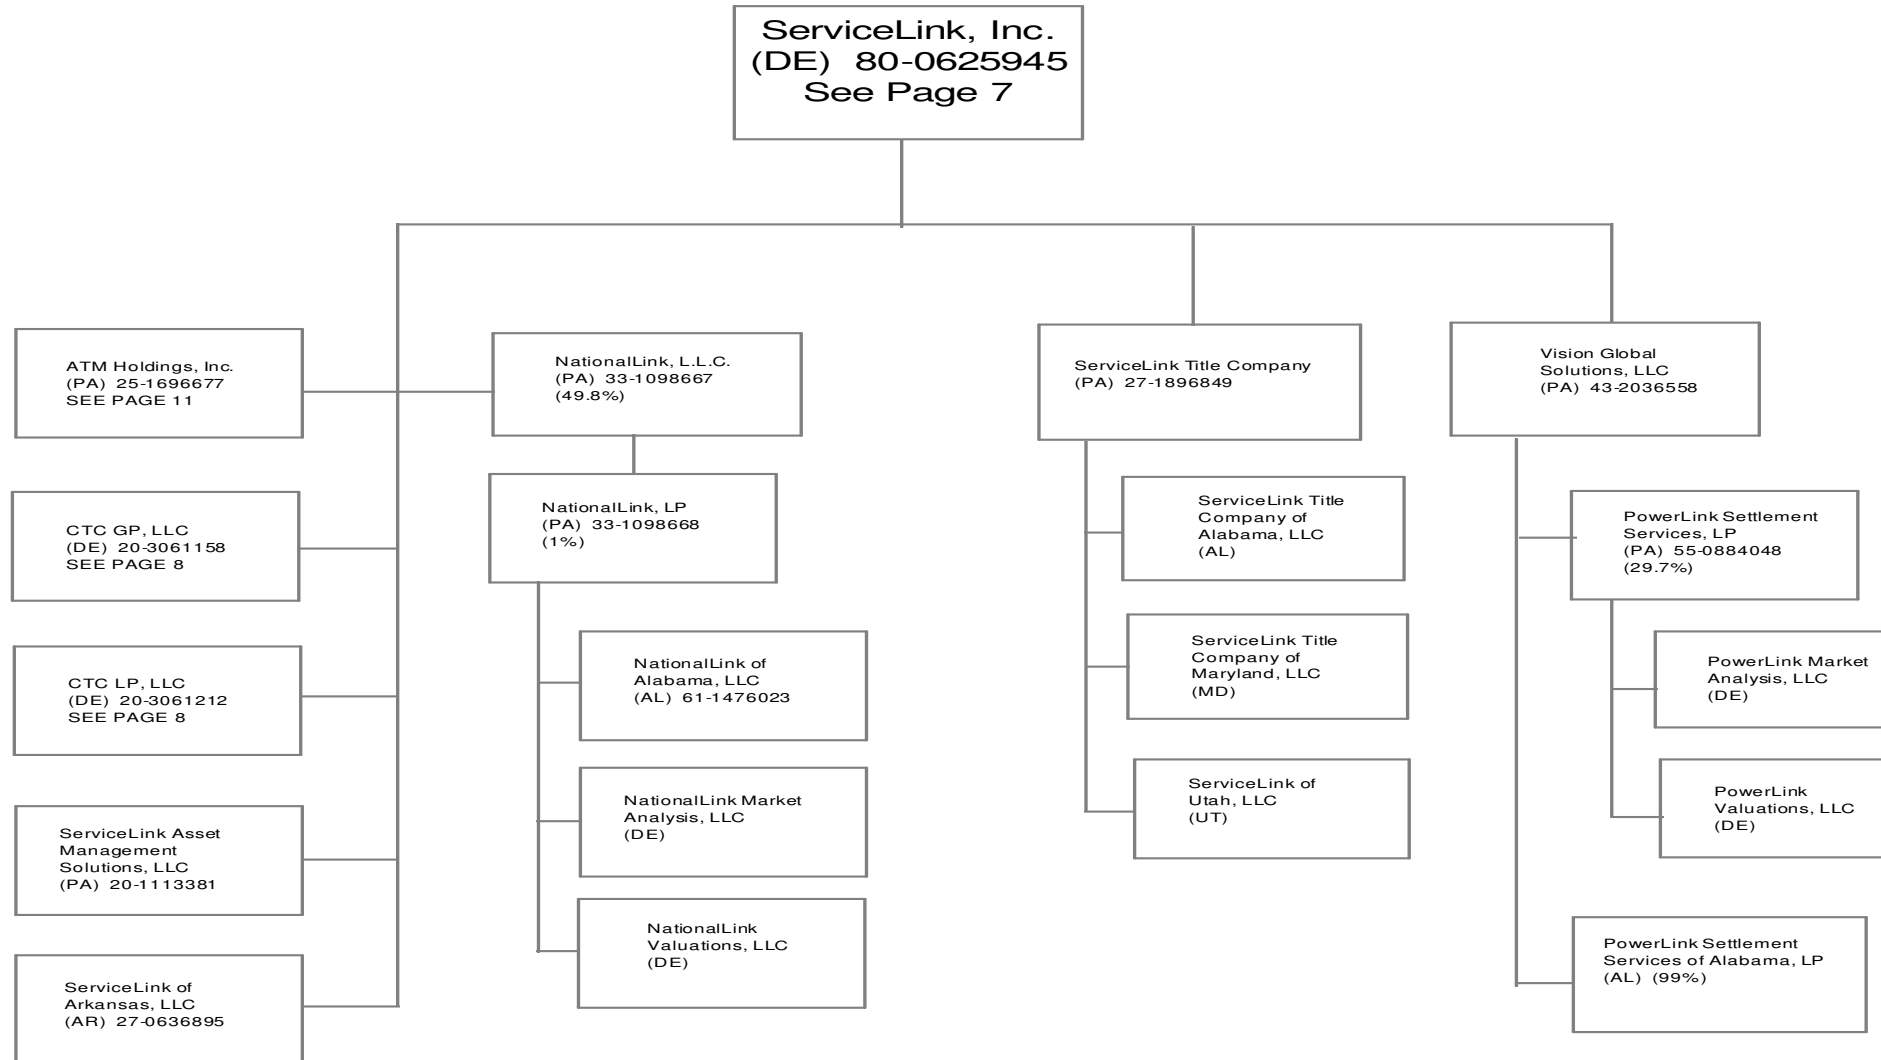 ServiceLink, Inc.
(DE) 80-0625945
See Page 7
ATM Holdings, Inc.
(PA) 25-1696677
SEE PAGE 11
CTC GP, LLC
(DE) 20-3061158
SEE PAGE 8
CTC LP, LLC
(DE) 20-3061212
SEE PAGE 8
ServiceLink Asset
Management
Solutions, LLC
(PA) 20-1113381
ServiceLink of
Arkansas, LLC
(AR) 27-0636895
NationalLink, L.L.C.
(PA) 33-1098667
(49.8%)
NationalLink, LP
(PA) 33-1098668
(1%)
NationalLink of
Alabama, LLC
(AL) 61-1476023
NationalLink Market
Analysis, LLC
(DE)
NationalLink
Valuations, LLC
(DE)
ServiceLink Title Company
(PA) 27-1896849
ServiceLink Title
Company of
Alabama, LLC
(AL)
ServiceLink Title
Company of
Maryland, LLC
(MD)
ServiceLink of
Utah, LLC
(UT)
Vision Global
Solutions, LLC
(PA) 43-2036558
PowerLink Settlement
Services, LP
(PA) 55-0884048
(29.7%)
PowerLink Market
Analysis, LLC
(DE)
PowerLink
Valuations, LLC
(DE)
PowerLink Settlement
Services of Alabama, LP
(AL) (99%)